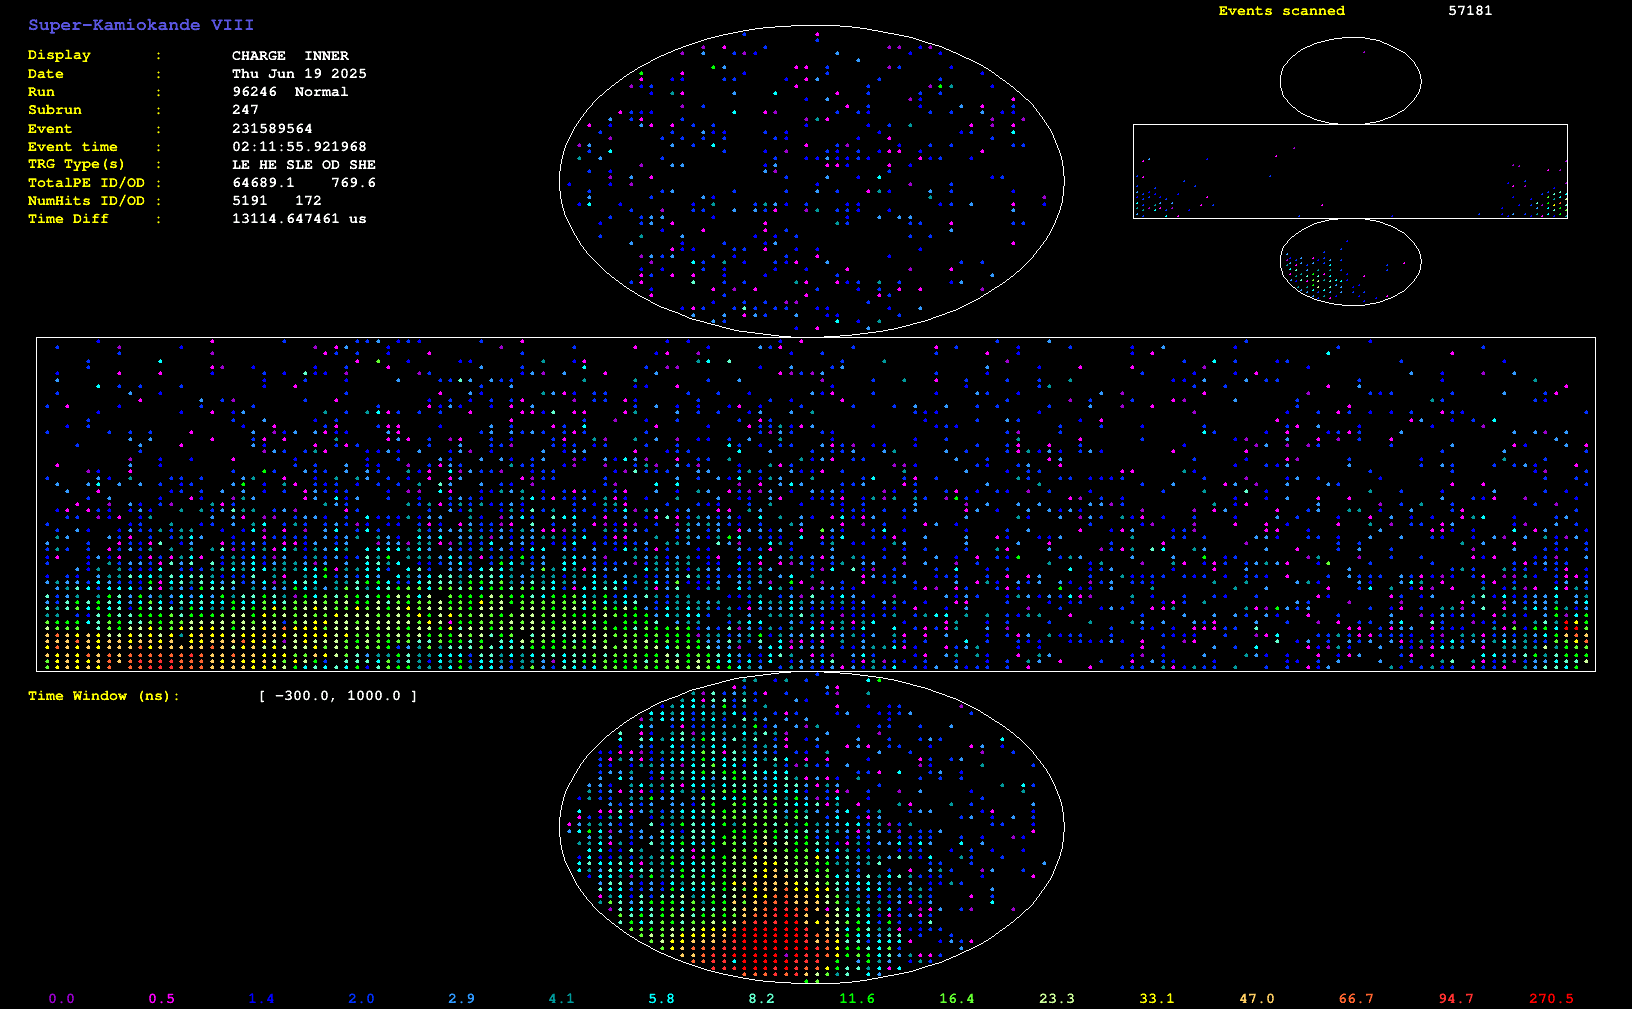 Super-Kamiokande VIII
Events scanned 57181
Display : CHARGE INNER
Date : Thu Jun 19 2025
Run : 96246 Normal
Subrun : 247
Event : 231589564
Event time : 02:11:55.921968
TRG Type(s) : LE HE SLE OD SHE
TotalPE ID/OD : 64689.1 769.6
NumHits ID/OD : 5191 172
Time Diff : 13114.647461 us
Time Window (ns): [ −300.0, 1000.0 ]
0.0 0.5 1.4 2.0 2.9 4.1 5.8 8.2 11.6 16.4 23.3 33.1 47.0 66.7 94.7 270.5